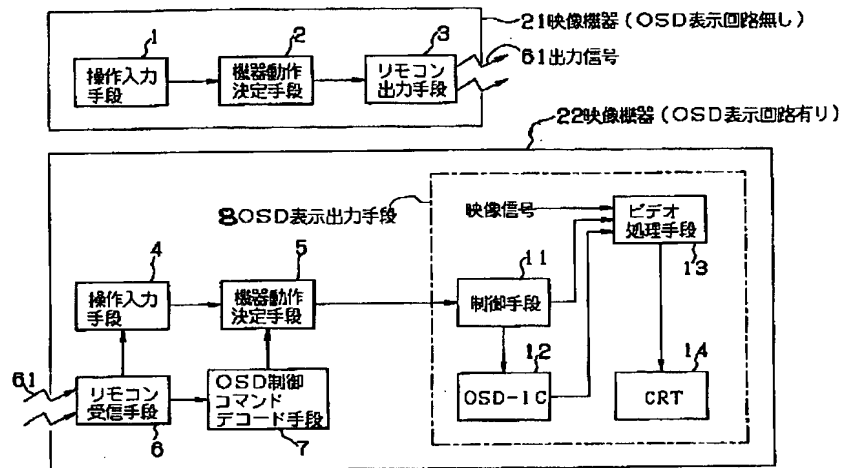 21映像機器(OSD表示回路無し)
1
2
3
61出力信号
操作入力
手段
機器動作
決定手段
リモコン
出力手段
22映像機器(OSD表示回路有り)
8OSD表示出力手段
映像信号
ビデオ
処理手段
13
4
5
11
操作入力
手段
機器動作
決定手段
制御手段
12
14
61
リモコン
受信手段
6
OSD制御
コマンド
デコード手段
7
OSD-IC
CRT